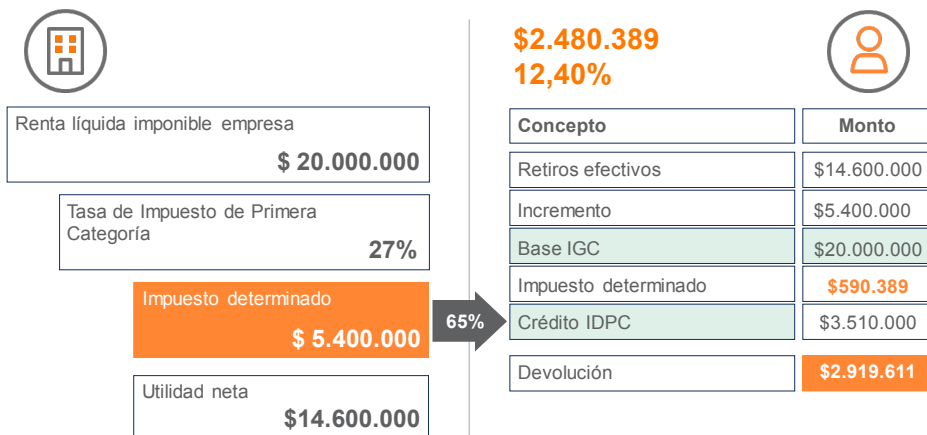 Renta líquida imponible empresa
$ 20.000.000
Tasa de Impuesto de Primera
Categoría
27%
Impuesto determinado
$ 5.400.000
65%
Utilidad neta
$14.600.000
$2.480.389
12,40%
Concepto Monto
Retiros efectivos $14.600.000
Incremento $5.400.000
Base IGC $20.000.000
Impuesto determinado $590.389
Crédito IDPC $3.510.000
Devolución $2.919.611